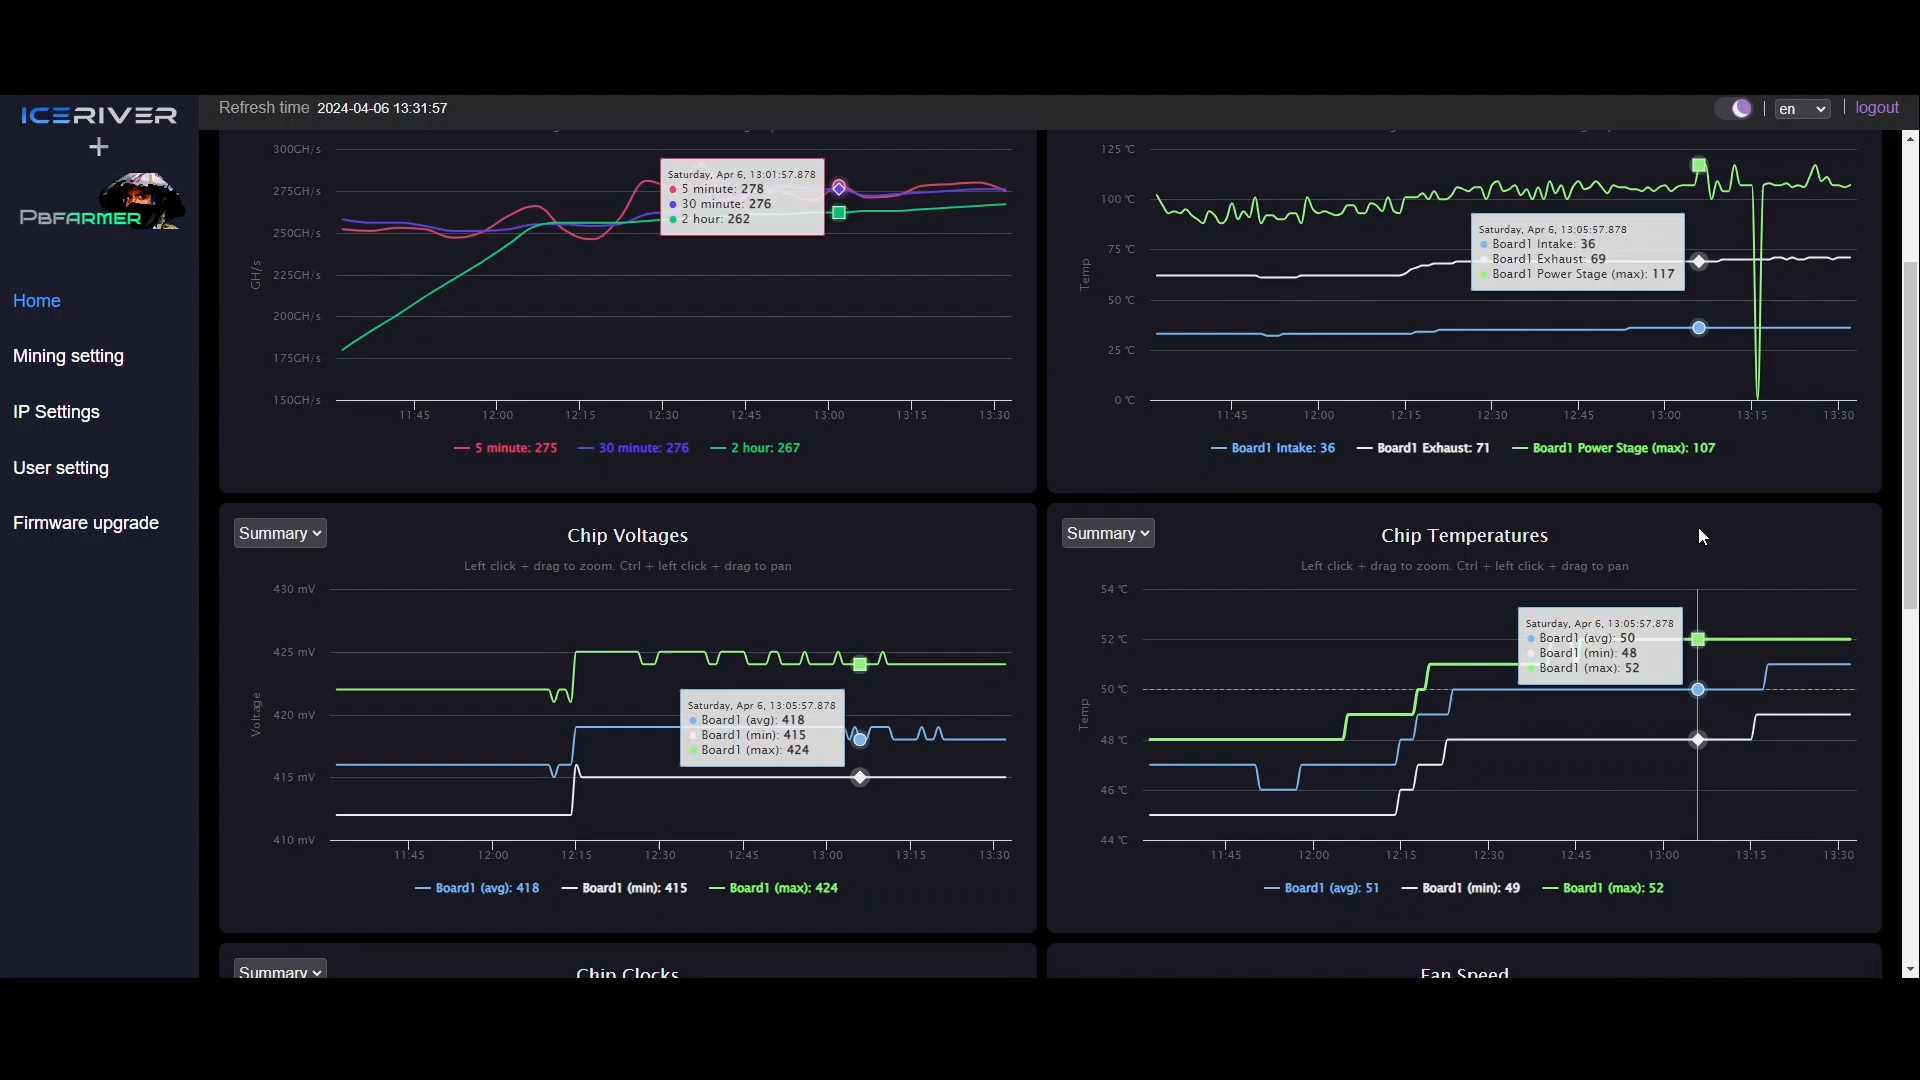 ICERIVER
+
PBFARMER
Home
Mining setting
IP Settings
User setting
Firmware upgrade
Refresh time 2024-04-06 13:31:57
en
logout
300GH/s
275GH/s
250GH/s
225GH/s
200GH/s
175GH/s
150GH/s
GH/s
Saturday, Apr 6, 13:01:57.878
5 minute: 278
30 minute: 276
2 hour: 262
11:45 12:00 12:15 12:30 12:45 13:00 13:15 13:30
5 minute: 275 30 minute: 276 2 hour: 267
125 ℃
100 ℃
75 ℃
50 ℃
25 ℃
0 ℃
Temp
Saturday, Apr 6, 13:05:57.878
Board1 Intake: 36
Board1 Exhaust: 69
Board1 Power Stage (max): 117
11:45 12:00 12:15 12:30 12:45 13:00 13:15 13:30
Board1 Intake: 36 Board1 Exhaust: 71 Board1 Power Stage (max): 107
Summary
Chip Voltages
Left click + drag to zoom. Ctrl + left click + drag to pan
430 mV
425 mV
420 mV
415 mV
410 mV
Voltage
Saturday, Apr 6, 13:05:57.878
Board1 (avg): 418
Board1 (min): 415
Board1 (max): 424
11:45 12:00 12:15 12:30 12:45 13:00 13:15 13:30
Board1 (avg): 418 Board1 (min): 415 Board1 (max): 424
Summary
Chip Temperatures
Left click + drag to zoom. Ctrl + left click + drag to pan
54 ℃
52 ℃
50 ℃
48 ℃
46 ℃
44 ℃
Temp
Saturday, Apr 6, 13:05:57.878
Board1 (avg): 50
Board1 (min): 48
Board1 (max): 52
11:45 12:00 12:15 12:30 12:45 13:00 13:15 13:30
Board1 (avg): 51 Board1 (min): 49 Board1 (max): 52
Summary
Chip Clocks
Fan Speed